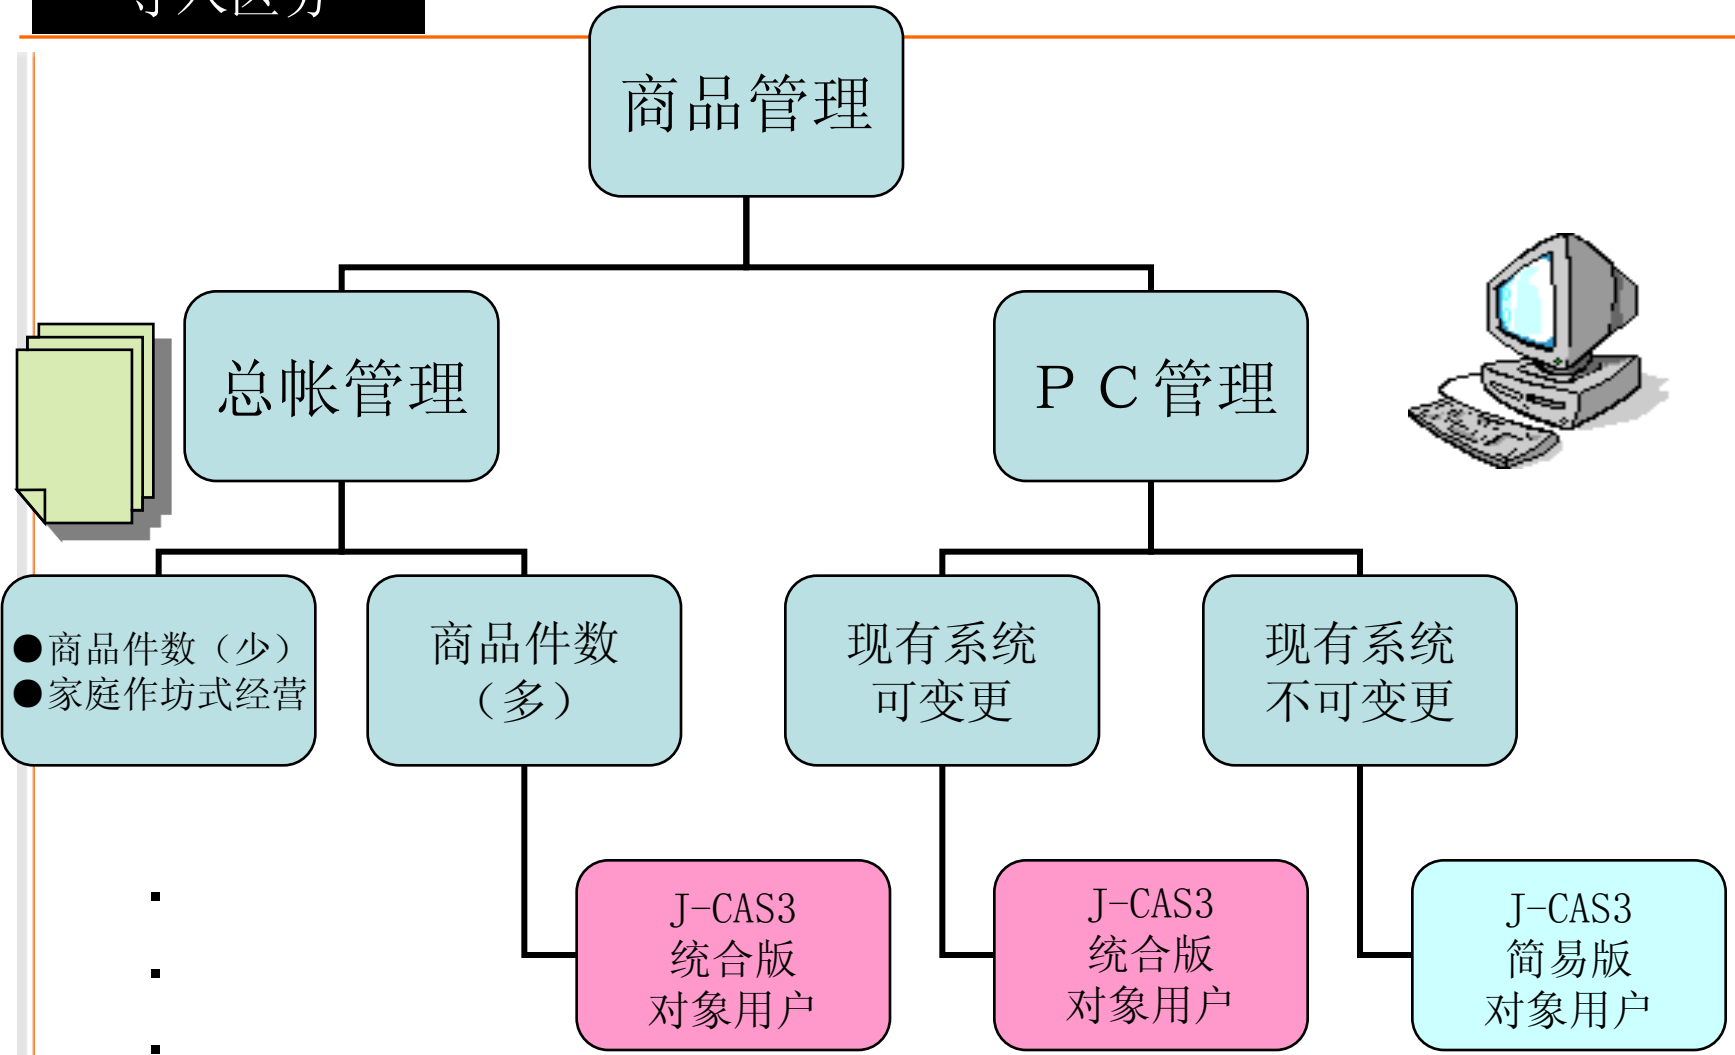 商品管理
总帐管理
ＰＣ管理
●商品件数（少）
●家庭作坊式经营
商品件数
（多）
现有系统
可变更
现有系统
不可变更
J-CAS3
统合版
对象用户
J-CAS3
统合版
对象用户
J-CAS3
简易版
对象用户